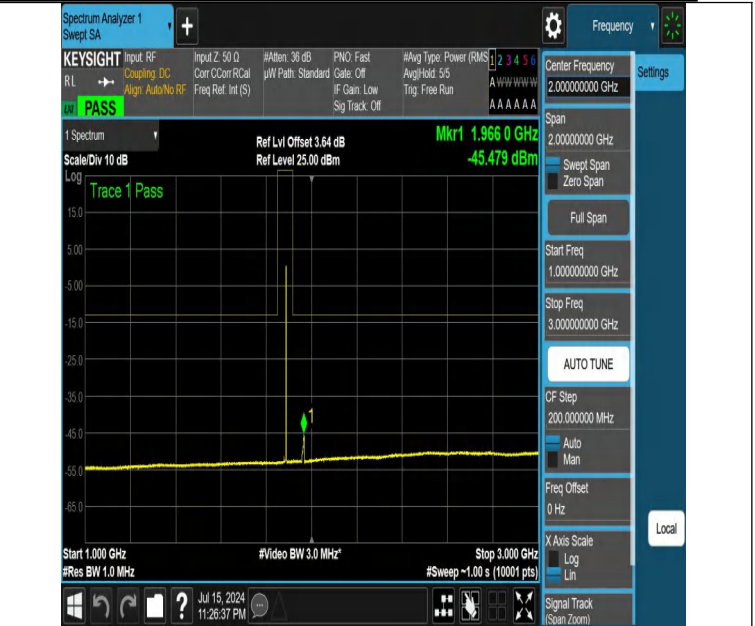 Spectrum Analyzer 1
Swept SA
+
Frequency
KEYSIGHT
RL
PASS
Input: RF
Coupling: DC
Align: Auto/No RF
Input Z: 50 Ω
Corr CCorr RCal
Freq Ref: Int (S)
#Atten: 36 dB
µW Path: Standard
PNO: Fast
Gate: Off
IF Gain: Low
Sig Track: Off
#Avg Type: Power (RMS
Avg|Hold: 5/5
Trig: Free Run
1 2 3 4 5 6
A W W W W W
A A A A A A
1 Spectrum
Scale/Div 10 dB
Log
Ref Lvl Offset 3.64 dB
Ref Level 25.00 dBm
Mkr1 1.966 0 GHz
-45.479 dBm
Trace 1 Pass
15.0
5.00
-5.00
-15.0
-25.0
-35.0
-45.0
-55.0
-65.0
1
Start 1.000 GHz
#Res BW 1.0 MHz
#Video BW 3.0 MHz*
Stop 3.000 GHz
#Sweep ~1.00 s (10001 pts)
Jul 15, 2024
11:26:37 PM
?
Center Frequency
2.000000000 GHz
Span
2.00000000 GHz
Swept Span
Zero Span
Full Span
Start Freq
1.000000000 GHz
Stop Freq
3.000000000 GHz
AUTO TUNE
CF Step
200.000000 MHz
Auto
Man
Freq Offset
0 Hz
X Axis Scale
Log
Lin
Signal Track
(Span Zoom)
Settings
Local